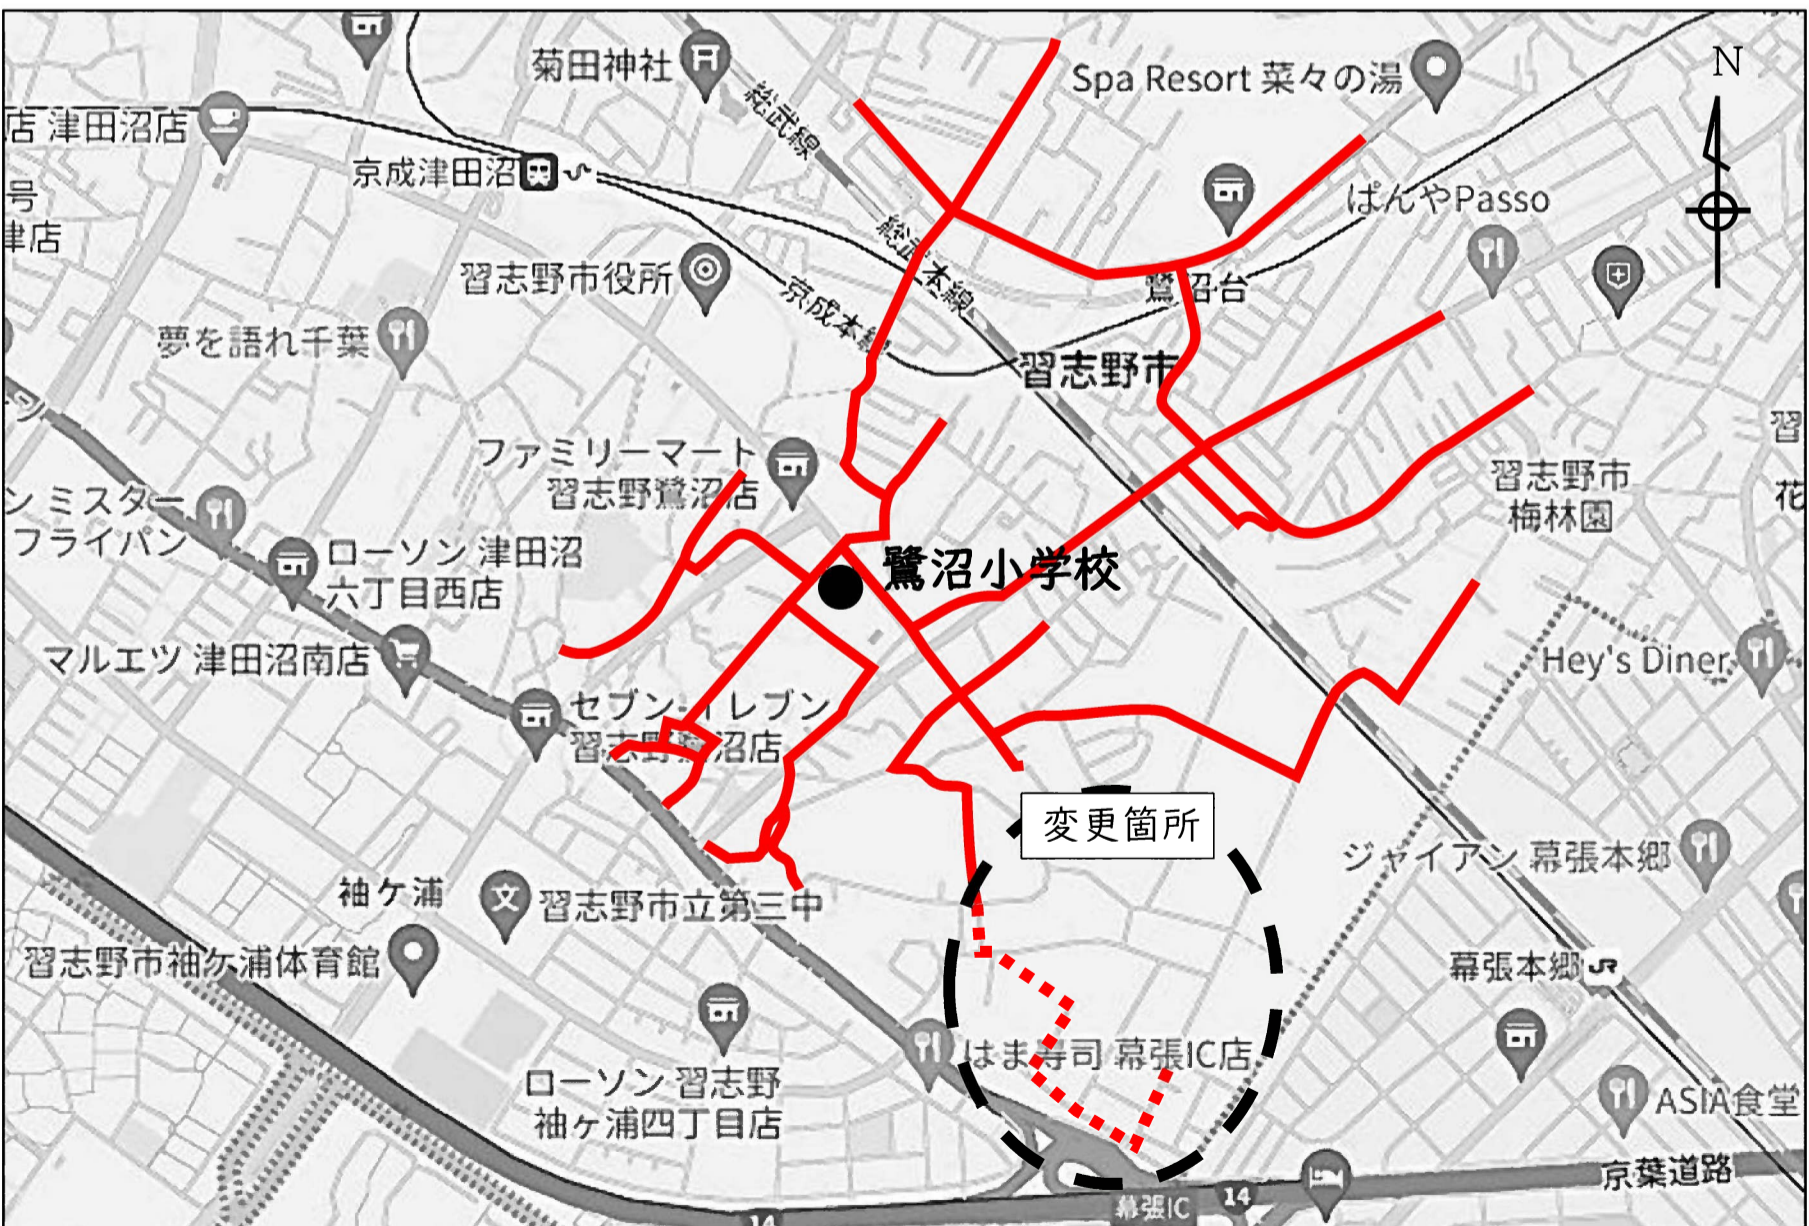 菊田神社
総武線
Spa Resort 菜々の湯
N
店 津田沼店
京成津田沼
号
津店
ぱんやPasso
総武本線
習志野市役所
京成本線
鷺沼台
夢を語れ千葉
習志野市
ファミリーマート
習志野鷺沼店
習志野市
梅林園
習
花
ン ミスター
フライパン
ローソン 津田沼
六丁目西店
鷺沼小学校
マルエツ 津田沼南店
Hey's Diner
セブン-イレブン
習志野鷺沼店
変更箇所
ジャイアン 幕張本郷
袖ケ浦
習志野市立第三中
習志野市袖ケ浦体育館
幕張本郷
はま寿司 幕張IC店
ローソン 習志野
袖ヶ浦四丁目店
ASIA食堂
京葉道路
幕張IC
14
14